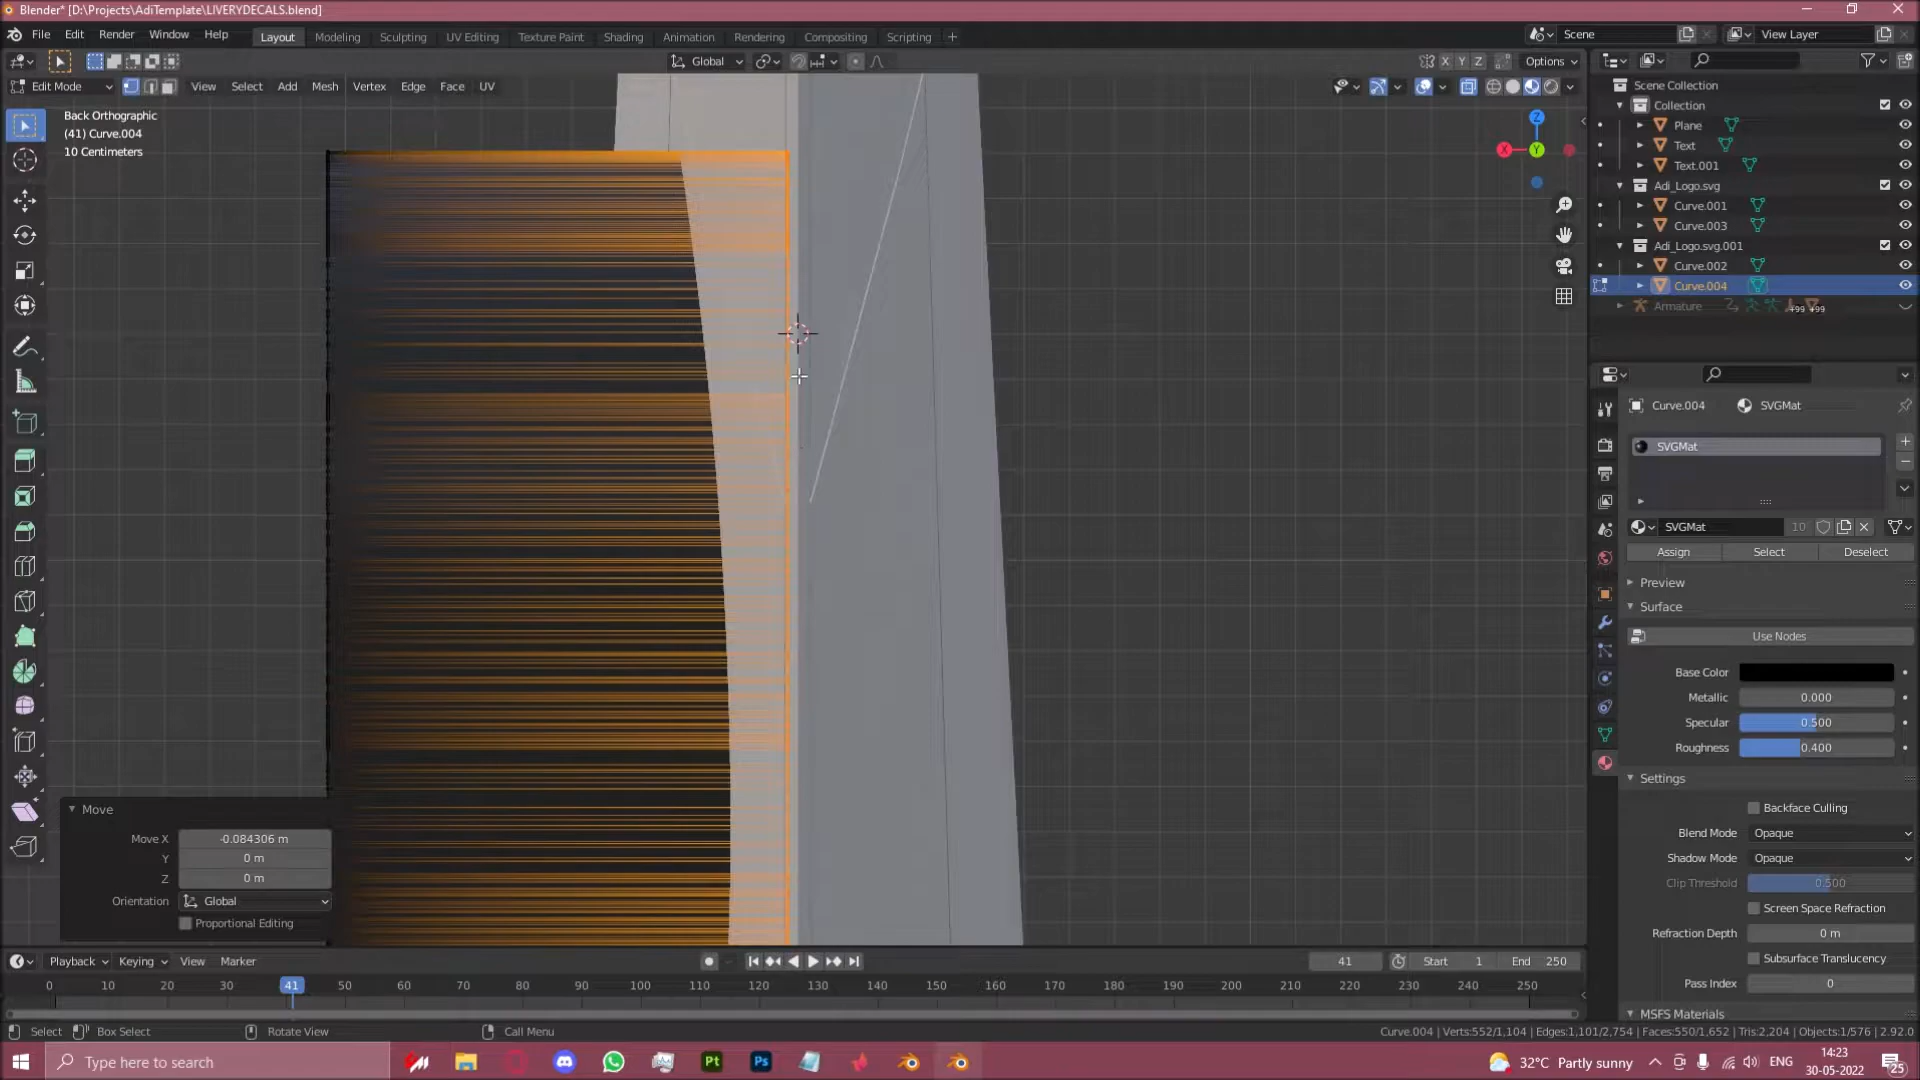 Blender* [D:\Projects\AdiTemplate\LIVERYDECALS.blend]
File Edit Render Window Help Layout Modeling Sculpting UV Editing Texture Paint Shading Animation Rendering Compositing Scripting Scene View Layer
Global X Y Z Options
Edit Mode View Select Add Mesh Vertex Edge Face UV
Back Orthographic
(41) Curve.004
10 Centimeters
Z
X Y
Scene Collection
Collection
Plane
Text
Text.001
Adi_Logo.svg
Curve.001
Curve.003
Adi_Logo.svg.001
Curve.002
Curve.004
Armature +99 +99
Curve.004 SVGMat
SVGMat
SVGMat 10
Assign Select Deselect
Preview
Surface
Use Nodes
Base Color
Metallic 0.000
Specular 0.500
Roughness 0.400
Settings
Backface Culling
Blend Mode Opaque
Shadow Mode Opaque
Clip Threshold 0.500
Screen Space Refraction
Refraction Depth 0 m
Subsurface Translucency
Pass Index 0
MSFS Materials
Move
Move X -0.084306 m
Y 0 m
Z 0 m
Orientation Global
Proportional Editing
Playback Keying View Marker 41 Start 1 End 250
0 10 20 30 41 50 60 70 80 90 100 110 120 130 140 150 160 170 180 190 200 210 220 230 240 250
Select Box Select Rotate View Call Menu Curve.004 | Verts:552/1,104 | Edges:1,101/2,754 | Faces:550/1,652 | Tris:2,204 | Objects:1/576 | 2.92.0
Type here to search Pt Ps 32°C Partly sunny ENG 14:23
30-05-2022 25